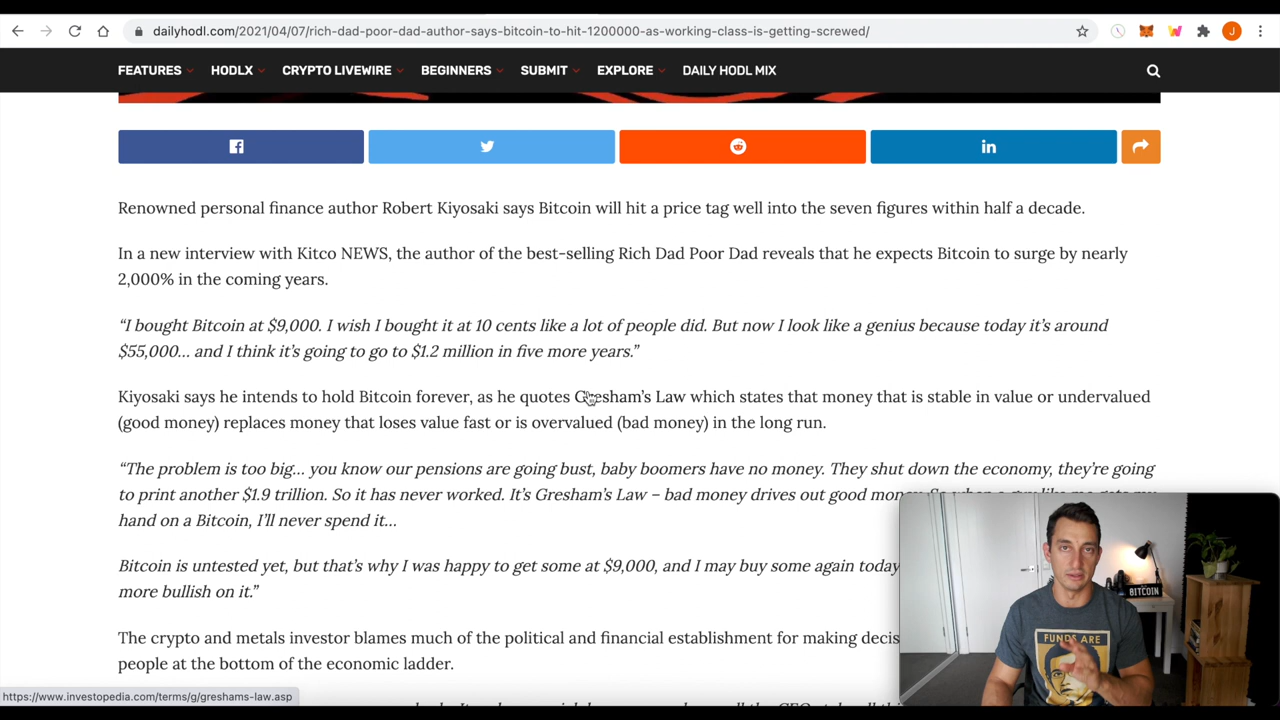 dailyhodl.com/2021/04/07/rich-dad-poor-dad-author-says-bitcoin-to-hit-1200000-as-working-class-is-getting-screwed/
J
FEATURES HODLX CRYPTO LIVEWIRE BEGINNERS SUBMIT EXPLORE DAILY HODL MIX
Renowned personal finance author Robert Kiyosaki says Bitcoin will hit a price tag well into the seven figures within half a decade.
In a new interview with Kitco NEWS, the author of the best-selling Rich Dad Poor Dad reveals that he expects Bitcoin to surge by nearly
2,000% in the coming years.
“I bought Bitcoin at $9,000. I wish I bought it at 10 cents like a lot of people did. But now I look like a genius because today it’s around
$55,000… and I think it’s going to go to $1.2 million in five more years.”
Kiyosaki says he intends to hold Bitcoin forever, as he quotes Gresham’s Law which states that money that is stable in value or undervalued
(good money) replaces money that loses value fast or is overvalued (bad money) in the long run.
“The problem is too big… you know our pensions are going bust, baby boomers have no money. They shut down the economy, they’re going
to print another $1.9 trillion. So it has never worked. It’s Gresham’s Law – bad money drives out good money.
hand on a Bitcoin, I’ll never spend it…
Bitcoin is untested yet, but that’s why I was happy to get some at $9,000, and I may buy some again today
more bullish on it.”
The crypto and metals investor blames much of the political and financial establishment for making
people at the bottom of the economic ladder.
https://www.investopedia.com/terms/g/greshams-law.asp
BITCOIN
FUNDS ARE